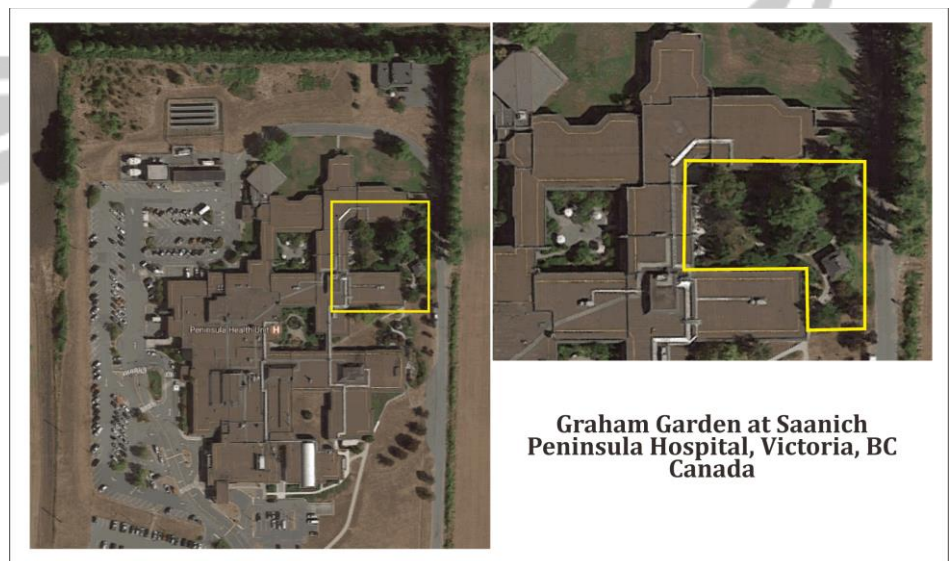 Peninsula Health Unit H
Graham Garden at Saanich
Peninsula Hospital, Victoria, BC
Canada